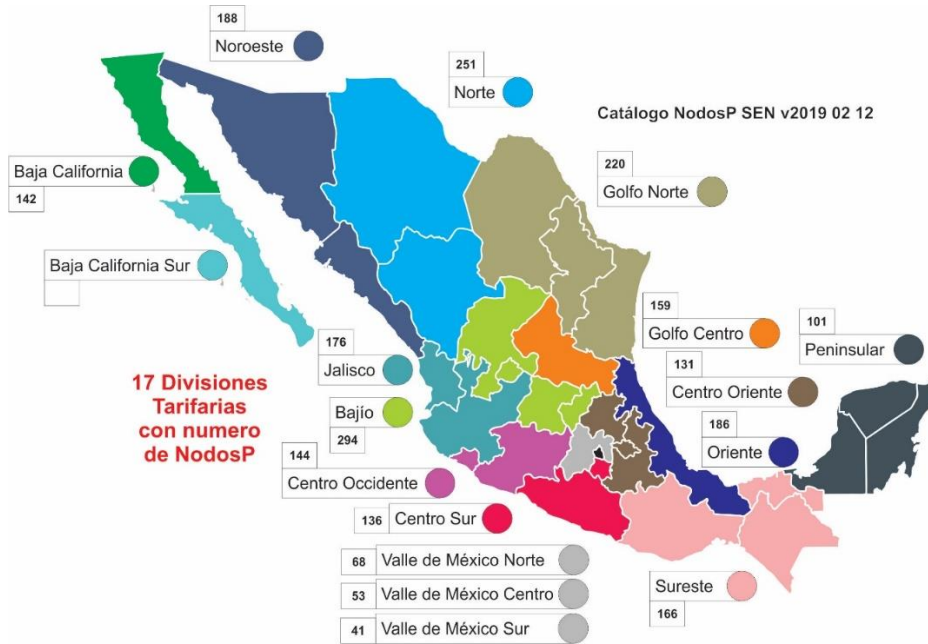 188
Noroeste
251
Norte
Catálogo NodosP SEN v2019 02 12
Baja California
142
220
Golfo Norte
Baja California Sur
159
Golfo Centro
101
Peninsular
176
Jalisco
131
Centro Oriente
17 Divisiones
Tarifarias
con numero
de NodosP
Bajío
294
186
Oriente
144
Centro Occidente
136 Centro Sur
68 Valle de México Norte
53 Valle de México Centro
41 Valle de México Sur
Sureste
166